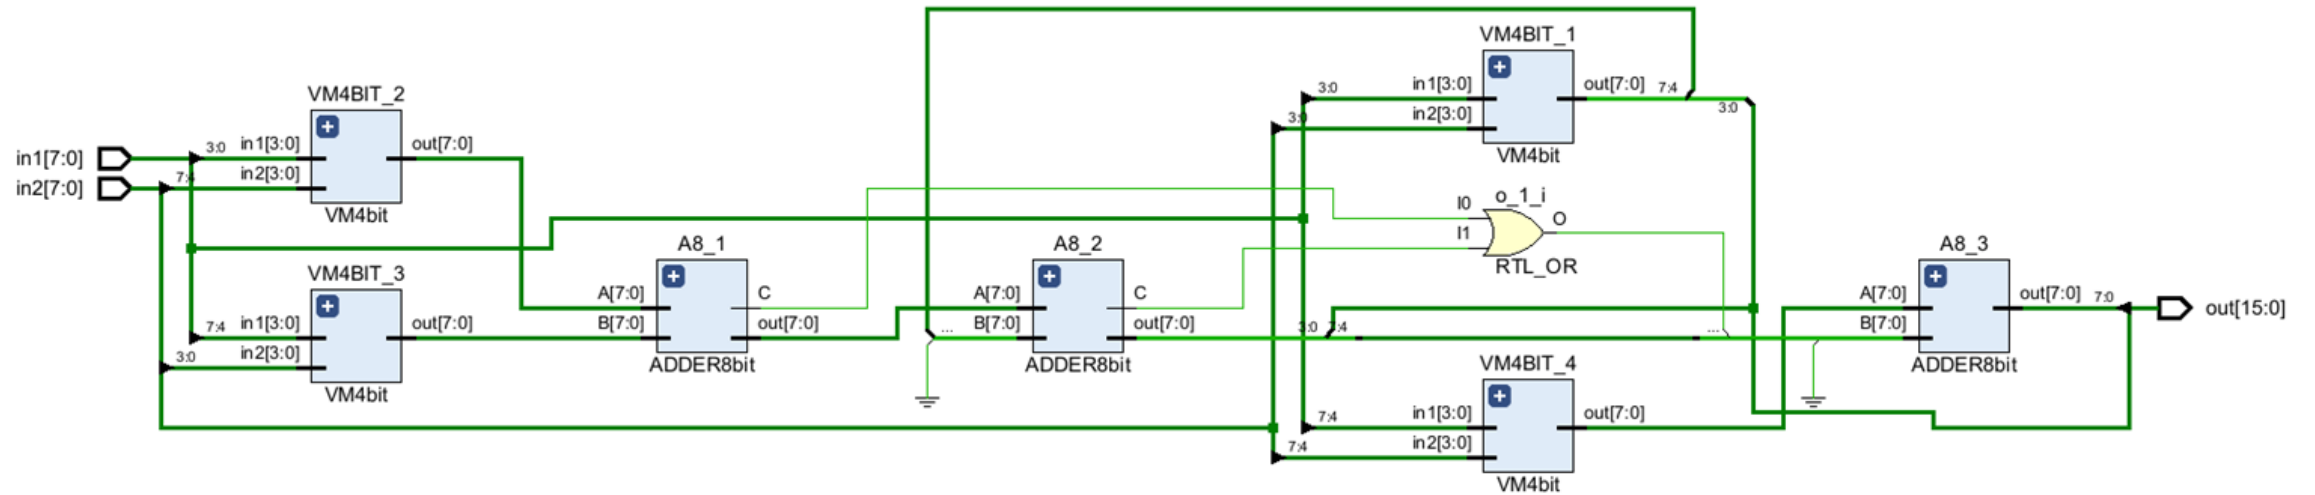 VM4BIT_1
3:0
in1[3:0]
out[7:0]
7:4
3:0
3:0
in2[3:0]
VM4bit
VM4BIT_2
in1[7:0]
3:0
in1[3:0]
out[7:0]
in2[7:0]
7:4
in2[3:0]
VM4bit
I0
o_1_i
O
I1
RTL_OR
VM4BIT_3
7:4
in1[3:0]
out[7:0]
3:0
in2[3:0]
VM4bit
A8_1
A[7:0]
C
B[7:0]
out[7:0]
ADDER8bit
A8_2
A[7:0]
C
...
B[7:0]
out[7:0]
ADDER8bit
3:0
7:4
...
A8_3
A[7:0]
out[7:0]
7:0
out[15:0]
B[7:0]
ADDER8bit
VM4BIT_4
7:4
in1[3:0]
out[7:0]
7:4
in2[3:0]
VM4bit